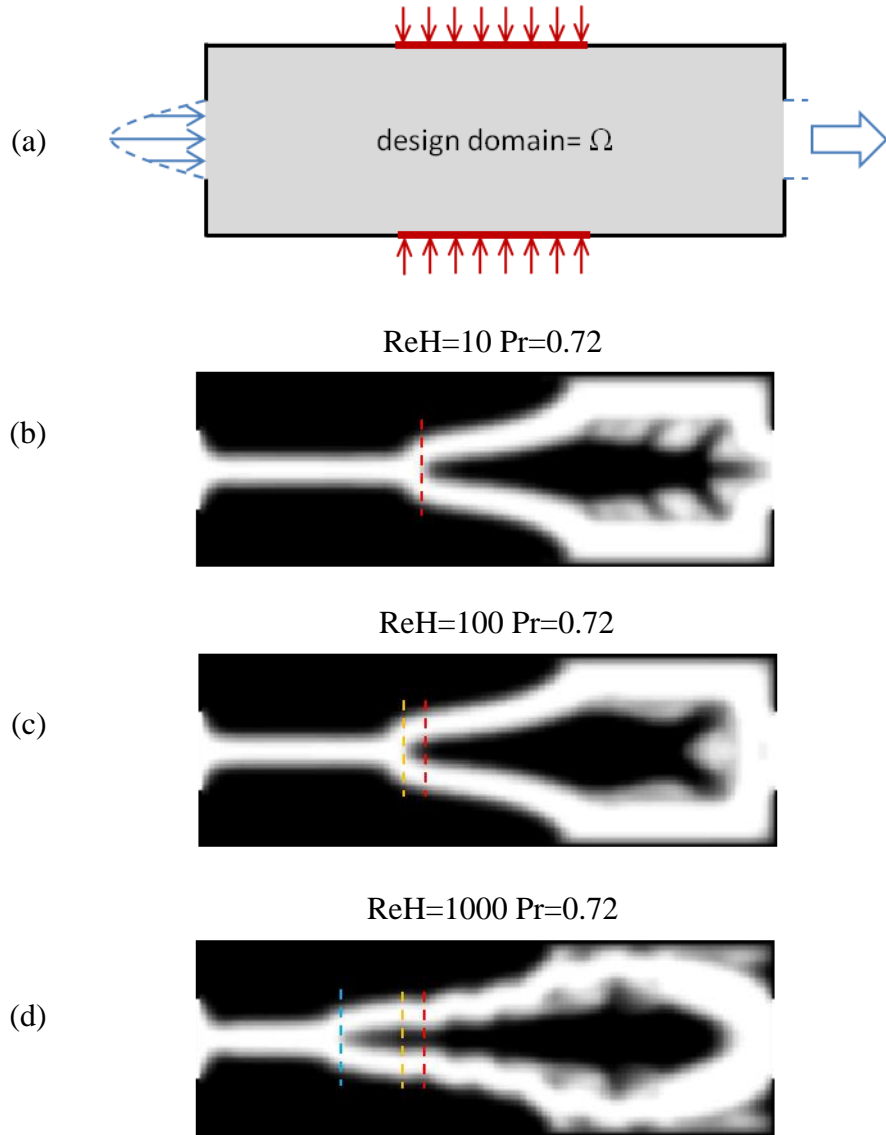 (a)
design domain= Ω
ReH=10 Pr=0.72
(b)
ReH=100 Pr=0.72
(c)
ReH=1000 Pr=0.72
(d)